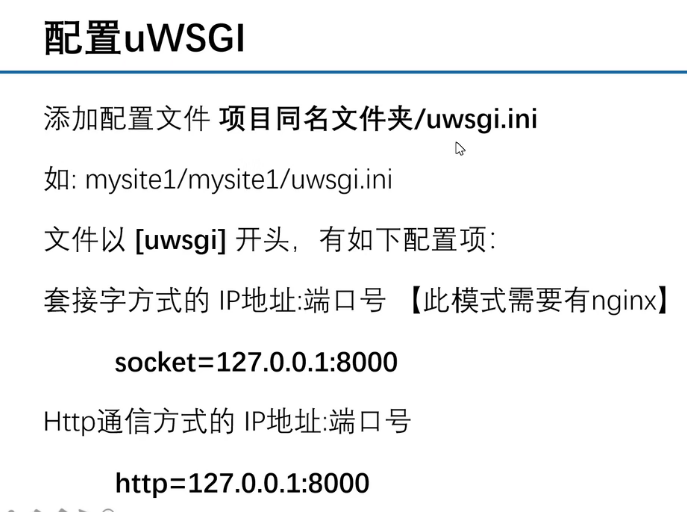 配置uWSGI
添加配置文件 项目同名文件夹/uwsgi.ini
如: mysite1/mysite1/uwsgi.ini
文件以 [uwsgi] 开头，有如下配置项：
套接字方式的 IP地址:端口号 【此模式需要有nginx】
socket=127.0.0.1:8000
Http通信方式的 IP地址:端口号
http=127.0.0.1:8000